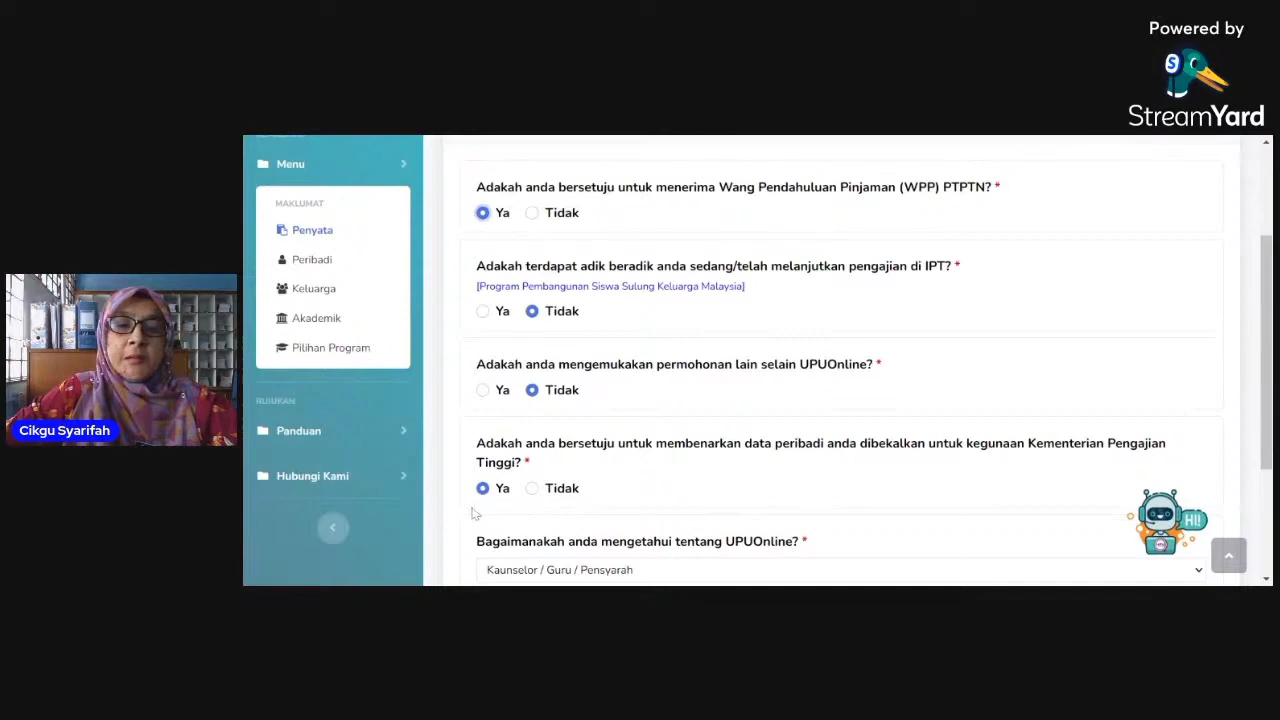 Powered by
StreamYard
Menu
MAKLUMAT
Penyata
Peribadi
Keluarga
Akademik
Pilihan Program
RUJUKAN
Panduan
Hubungi Kami
Adakah anda bersetuju untuk menerima Wang Pendahuluan Pinjaman (WPP) PTPTN? *
Ya Tidak
Adakah terdapat adik beradik anda sedang/telah melanjutkan pengajian di IPT? *
[Program Pembangunan Siswa Sulung Keluarga Malaysia]
Ya Tidak
Adakah anda mengemukakan permohonan lain selain UPUOnline? *
Ya Tidak
Adakah anda bersetuju untuk membenarkan data peribadi anda dibekalkan untuk kegunaan Kementerian Pengajian
Tinggi? *
Ya Tidak
HI!
Bagaimanakah anda mengetahui tentang UPUOnline? *
Kaunselor / Guru / Pensyarah
Cikgu Syarifah